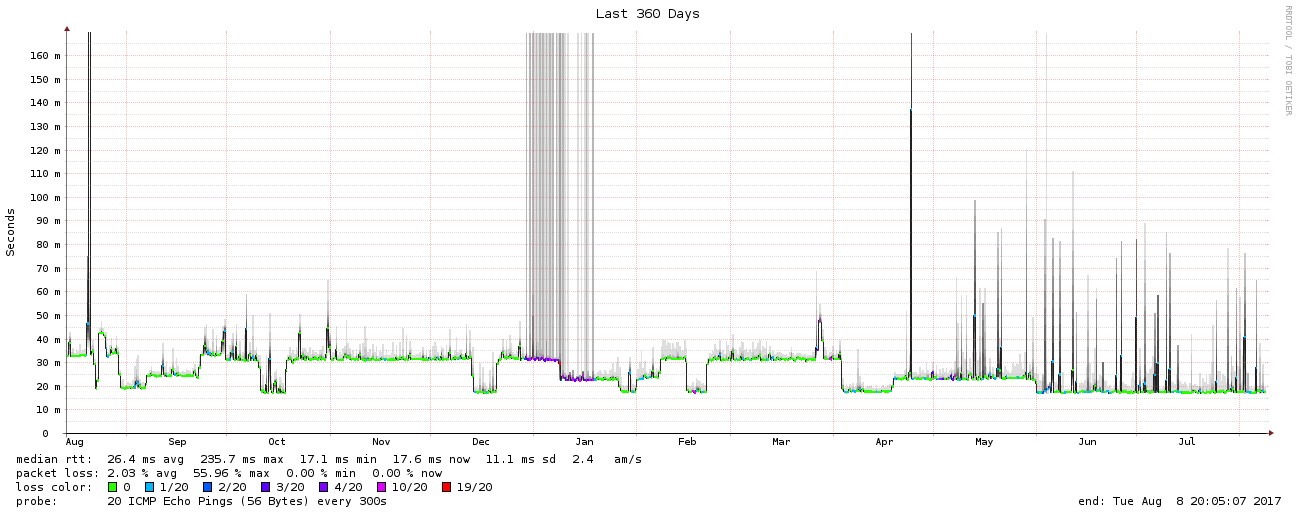 Last 360 Days
RRDTOOL / TOBI OETIKER
Seconds
160 m
150 m
140 m
130 m
120 m
110 m
100 m
90 m
80 m
70 m
60 m
50 m
40 m
30 m
20 m
10 m
0
Aug Sep Oct Nov Dec Jan Feb Mar Apr May Jun Jul
median rtt: 26.4 ms avg 235.7 ms max 17.1 ms min 17.6 ms now 11.1 ms sd 2.4 am/s
packet loss: 2.03 % avg 55.96 % max 0.00 % min 0.00 % now
loss color: 0 1/20 2/20 3/20 4/20 10/20 19/20
probe: 20 ICMP Echo Pings (56 Bytes) every 300s end: Tue Aug 8 20:05:07 2017